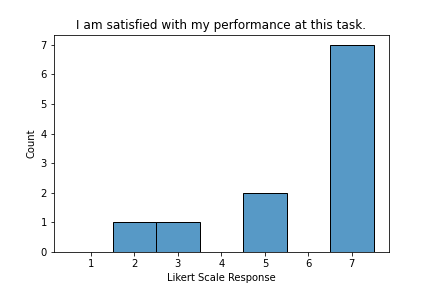 I am satisfied with my performance at this task.
7
6
5
4
3
2
1
0
Count
1 2 3 4 5 6 7
Likert Scale Response